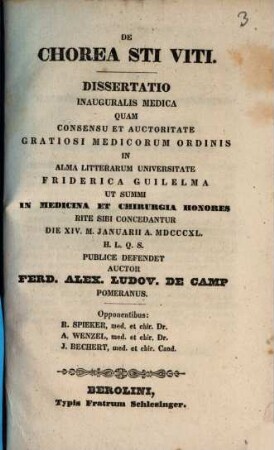 3
DE
CHOREA STI VITI.
DISSERTATIO
INAUGURALIS MEDICA
QUAM
CONSENSU ET AUCTORITATE
GRATIOSI MEDICORUM ORDINIS
IN
ALMA LITTERARUM UNIVERSITATE
FRIDERICA GUILELMA
UT SUMMI
IN MEDICINA ET CHIRURGIA HONORES
RITE SIBI CONCEDANTUR
DIE XIV. M. JANUARII A. MDCCCXL.
H. L. Q. S.
PUBLICE DEFENDET
AUCTOR
FERD. ALEX. LUDOV. DE CAMP
POMERANUS.
Opponentibus:
R. SPIEKER, med. et chir. Dr.
A. WENZEL, med. et chir. Dr.
J. BECHERT, med. et chir. Cand.
BEROLINI,
Typis Fratrum Schlesinger.